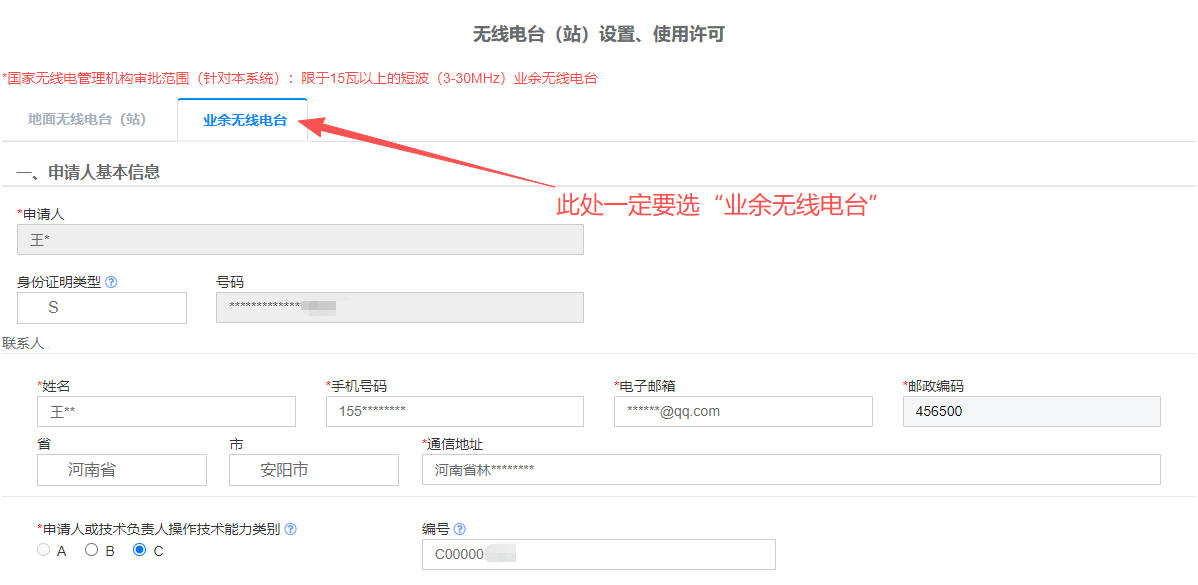 无线电台（站）设置、使用许可
*国家无线电管理机构审批范围（针对本系统）：限于15瓦以上的短波（3-30MHz）业余无线电台
地面无线电台（站） 业余无线电台
此处一定要选“业余无线电台”
一、申请人基本信息
*申请人
王*
身份证明类型 ? 号码
S **************
联系人
*姓名 *手机号码 *电子邮箱 *邮政编码
王** 155******** ******@qq.com 456500
省 市 *通信地址
河南省 安阳市 河南省林********
*申请人或技术负责人操作技术能力类别 ? 编号 ?
A B C C00000